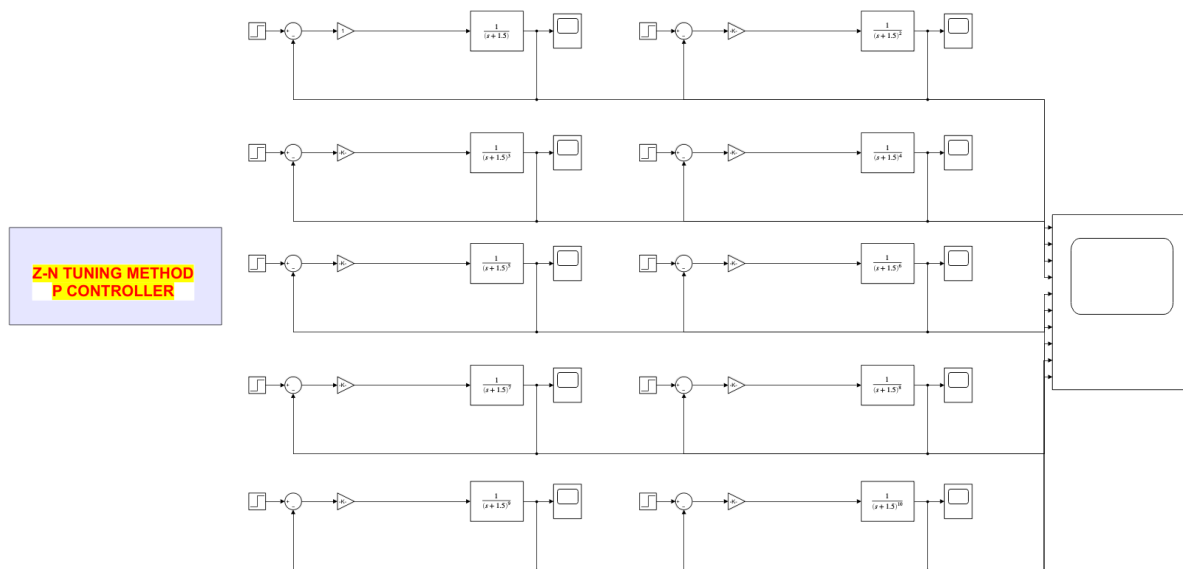 1
1
(s + 1.5)
-K-
1
(s + 1.5)²
-K-
1
(s + 1.5)³
-K-
1
(s + 1.5)⁴
Z-N TUNING METHOD
P CONTROLLER
-K-
1
(s + 1.5)⁵
-K-
1
(s + 1.5)⁶
-K-
1
(s + 1.5)⁷
-K-
1
(s + 1.5)⁸
-K-
1
(s + 1.5)⁹
-K-
1
(s + 1.5)¹⁰